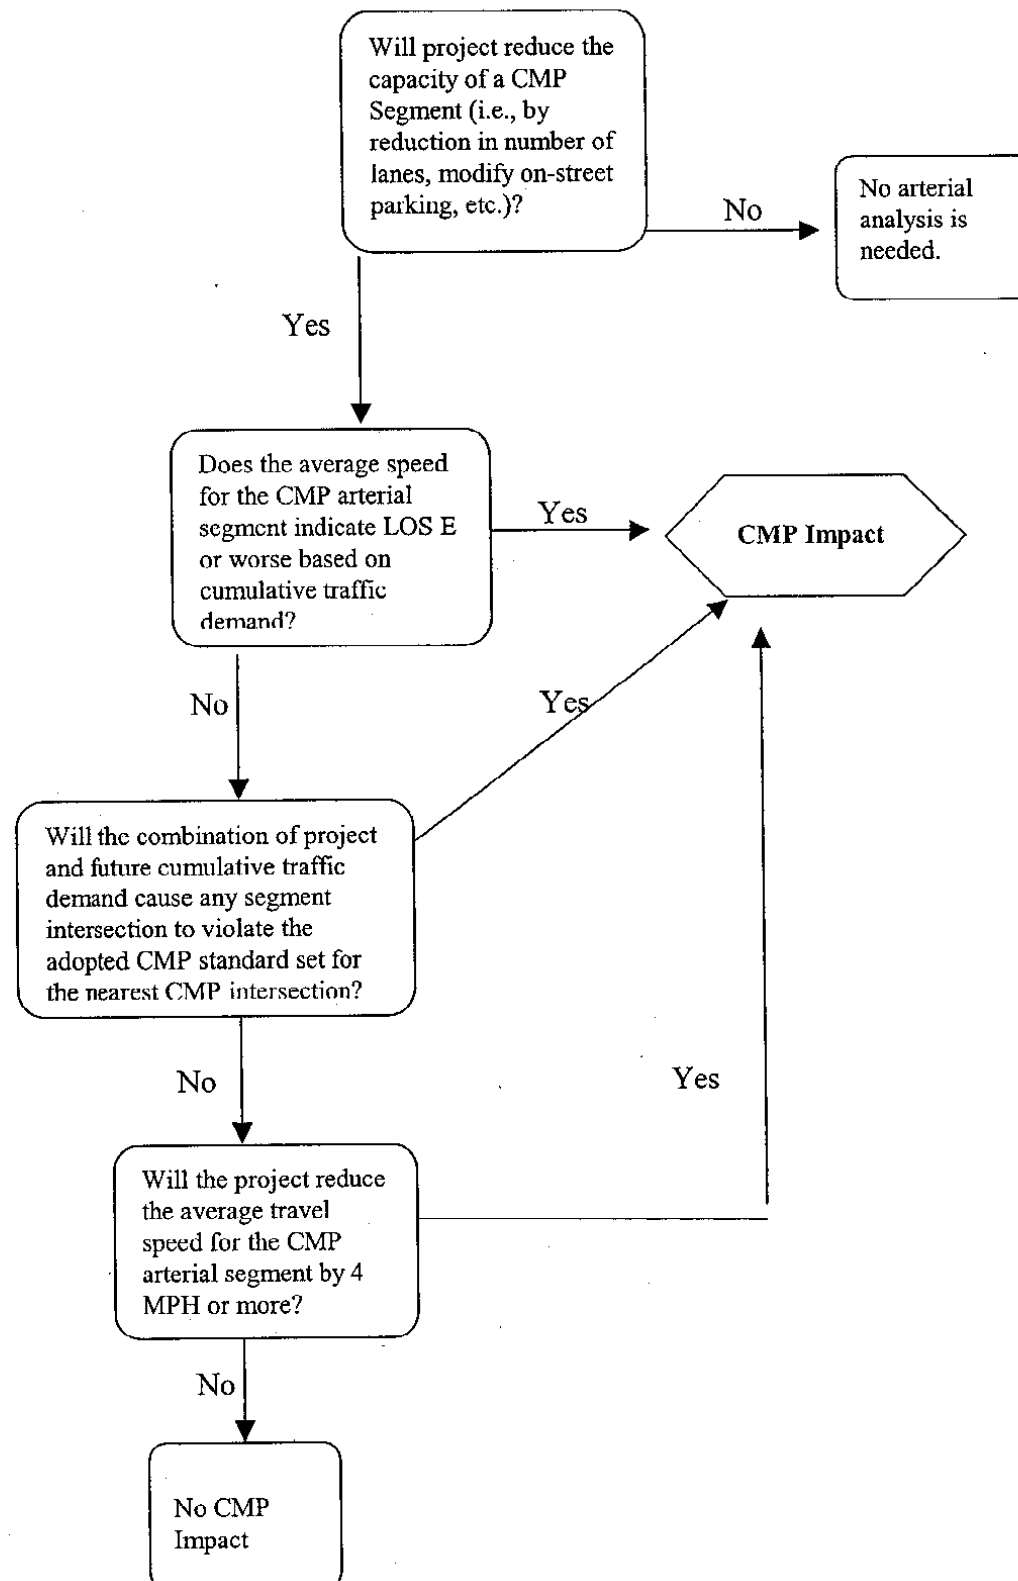 Will project reduce the
capacity of a CMP
Segment (i.e., by
reduction in number of
lanes, modify on-street
parking, etc.)?
No
No arterial
analysis is
needed.
Yes
Does the average speed
for the CMP arterial
segment indicate LOS E
or worse based on
cumulative traffic
demand?
Yes
CMP Impact
No
Yes
Will the combination of project
and future cumulative traffic
demand cause any segment
intersection to violate the
adopted CMP standard set for
the nearest CMP intersection?
No
Yes
Will the project reduce
the average travel
speed for the CMP
arterial segment by 4
MPH or more?
No
No CMP
Impact